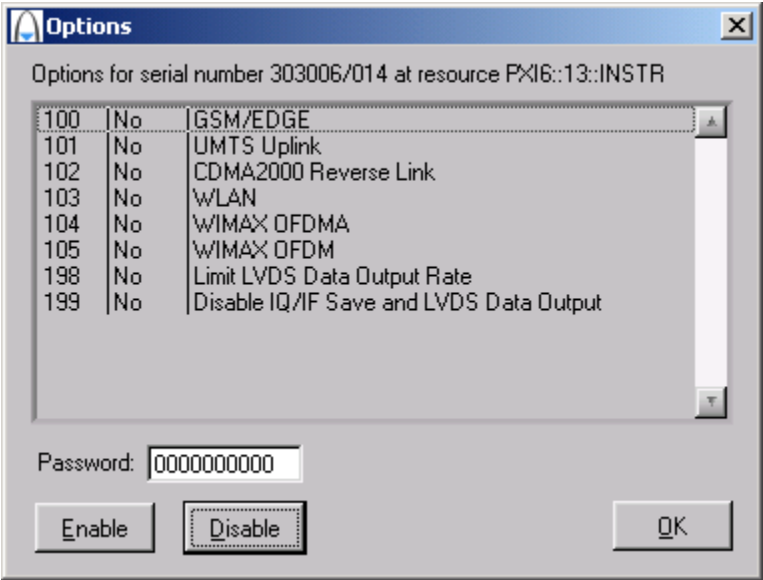 Options
Options for serial number 303006/014 at resource PXI6::13::INSTR
100 No GSM/EDGE
101 No UMTS Uplink
102 No CDMA2000 Reverse Link
103 No WLAN
104 No WIMAX OFDMA
105 No WIMAX OFDM
198 No Limit LVDS Data Output Rate
199 No Disable IQ/IF Save and LVDS Data Output
Password: 0000000000
Enable Disable OK